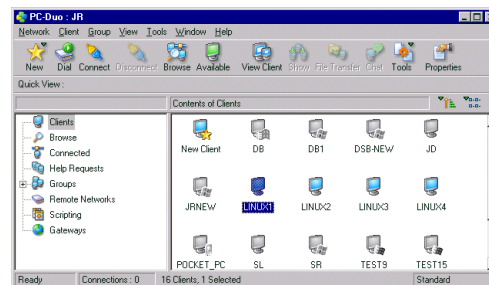 PC-Duo : JR
Network Client Group View Tools Window Help
New Dial Connect Disconnect Browse Available View Client Show File Transfer Chat Tools Properties
Quick View :
Contents of Clients
Clients
Browse
Connected
Help Requests
Groups
Remote Networks
Scripting
Gateways
New Client DB DB1 DSB-NEW JD
JRNEW LINUX1 LINUX2 LINUX3 LINUX4
POCKET_PC SL SR TEST9 TEST15
Ready Connections : 0 16 Clients, 1 Selected Standard